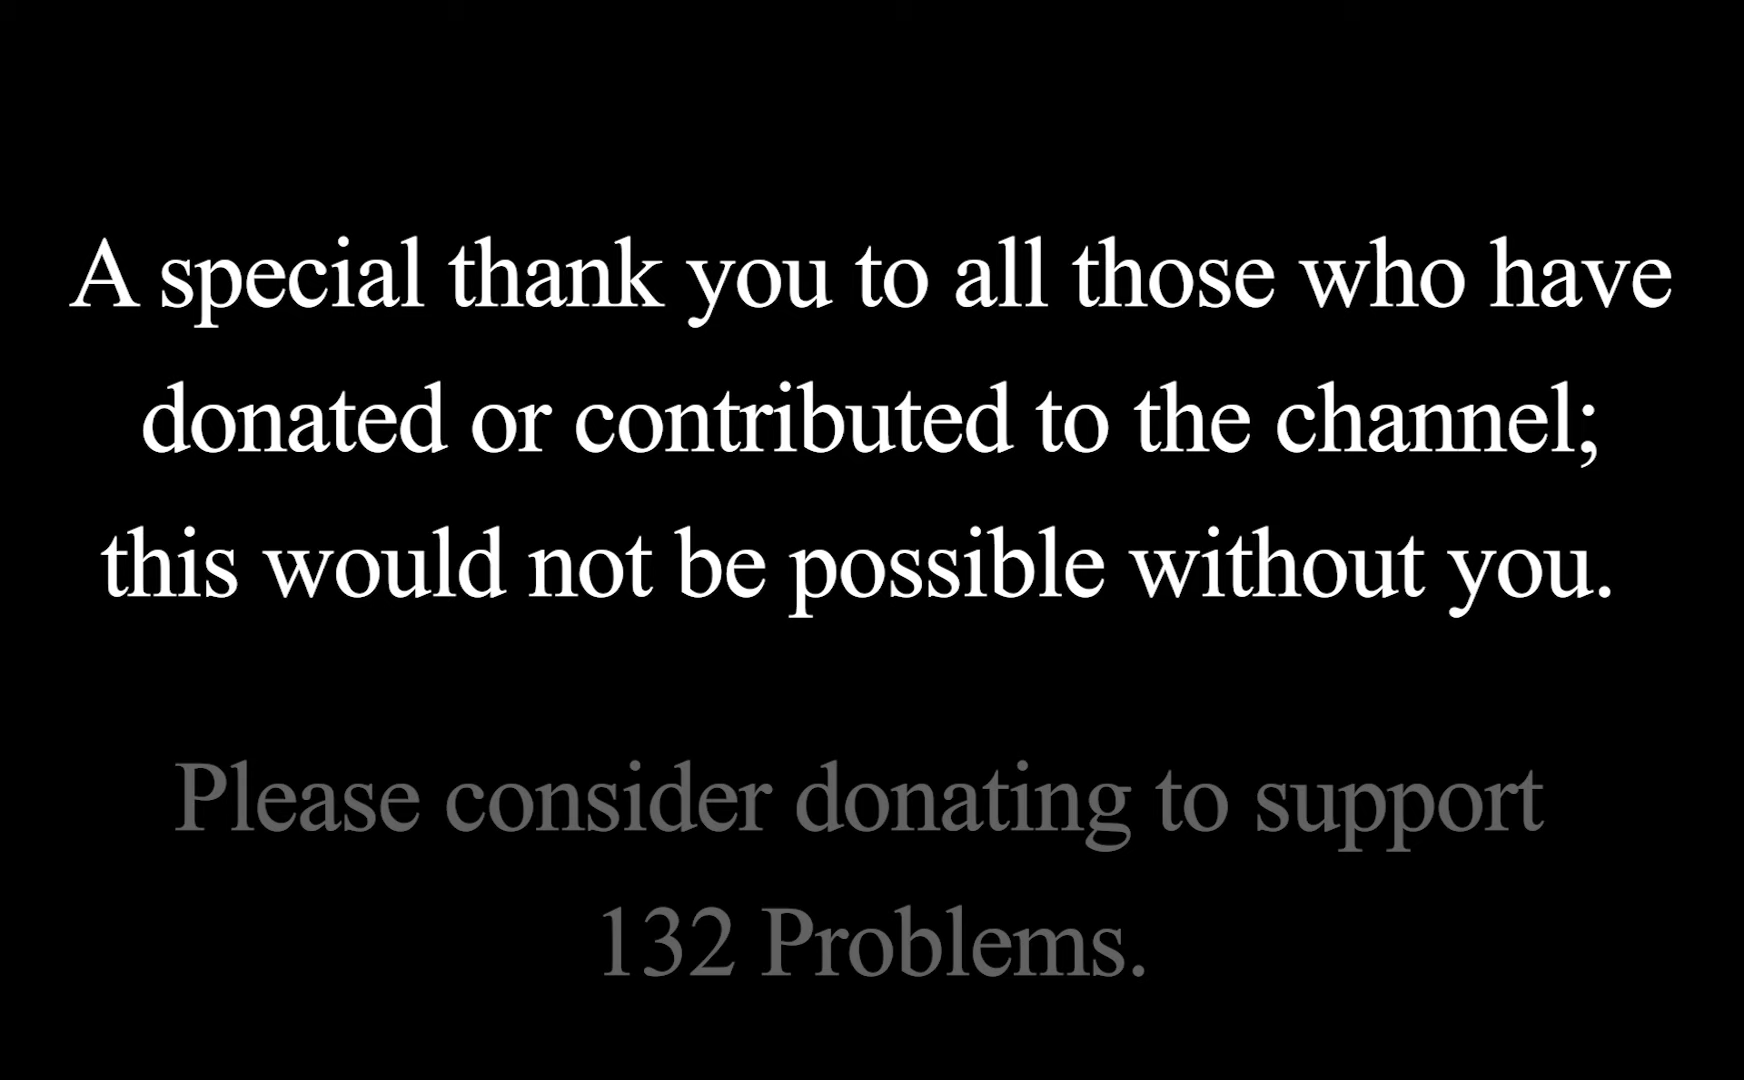 A special thank you to all those who have
donated or contributed to the channel;
this would not be possible without you.
Please consider donating to support
132 Problems.